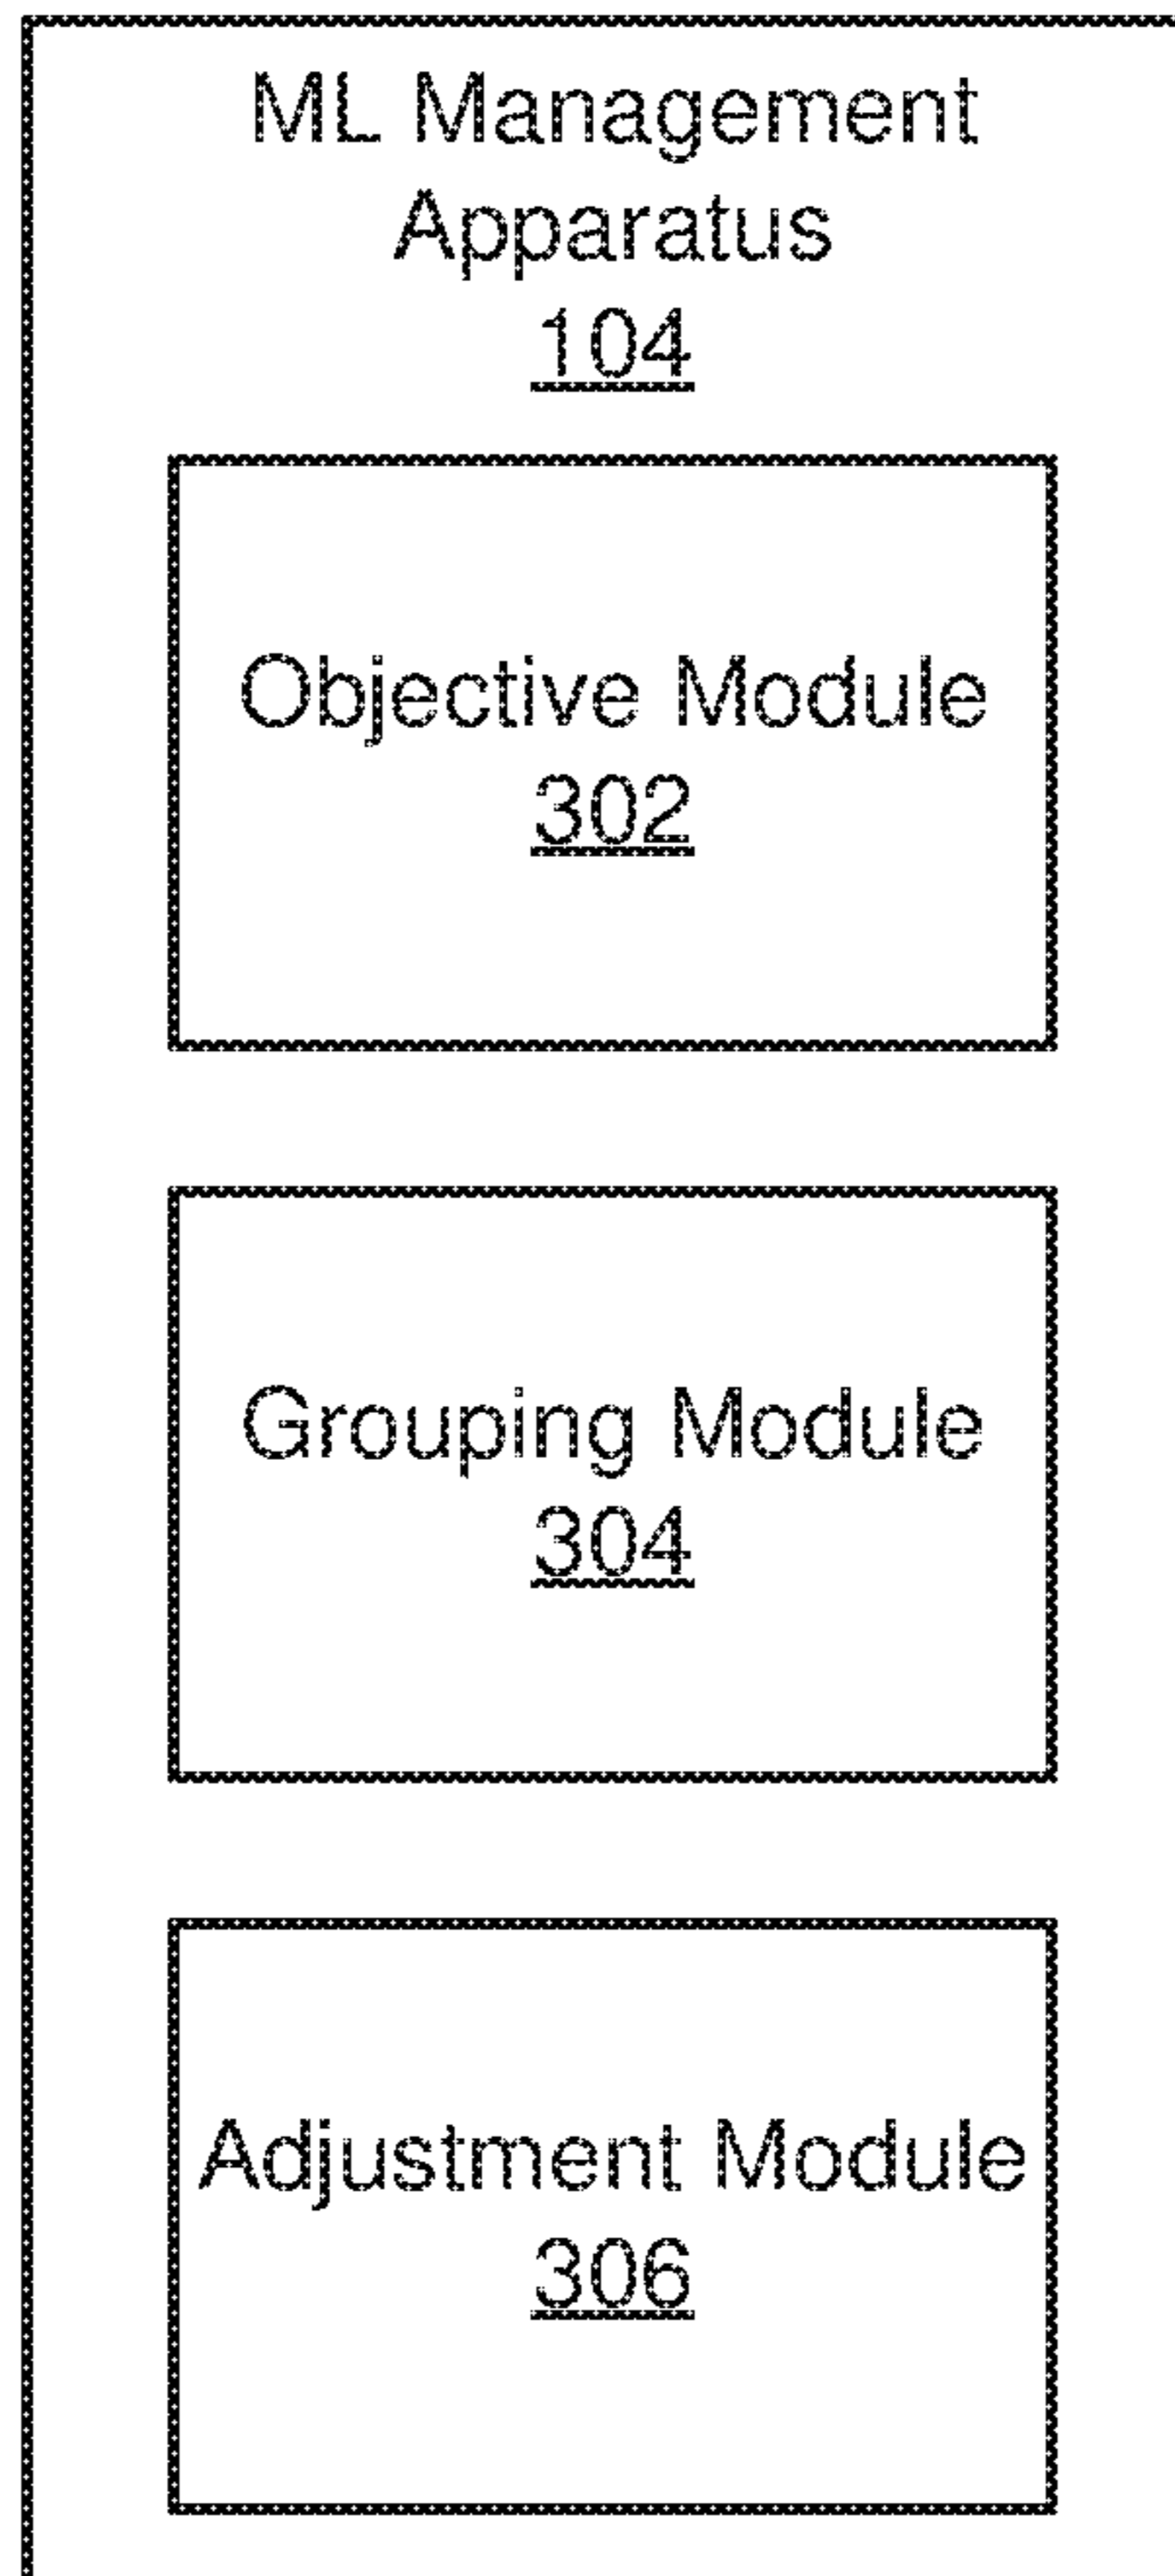 ML Management
Apparatus
104
Objective Module
302
Grouping Module
304
Adjustment Module
306